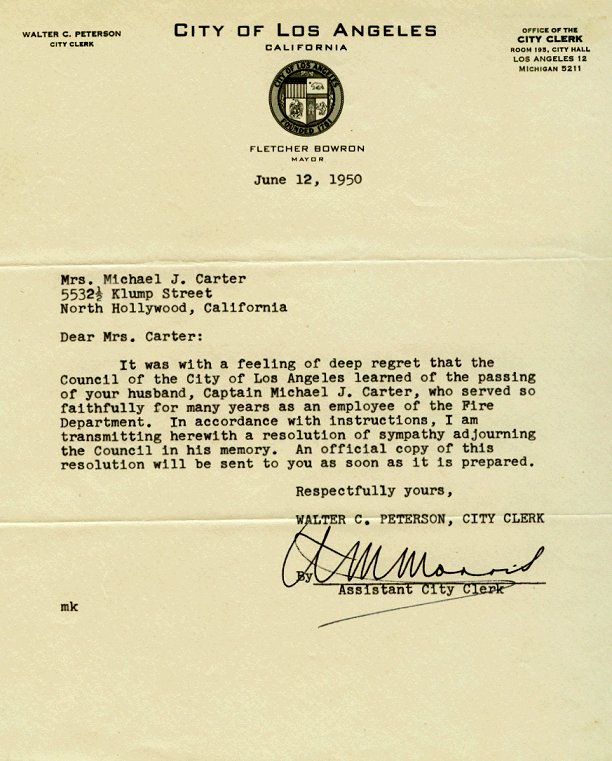 WALTER C. PETERSON
CITY CLERK
CITY OF LOS ANGELES
CALIFORNIA
OFFICE OF THE
CITY CLERK
ROOM 195, CITY HALL
LOS ANGELES 12
MICHIGAN 5211
CITY OF LOS ANGELES
FOUNDED 1781
FLETCHER BOWRON
MAYOR
June 12, 1950
Mrs. Michael J. Carter
5532½ Klump Street
North Hollywood, California
Dear Mrs. Carter:
It was with a feeling of deep regret that the
Council of the City of Los Angeles learned of the passing
of your husband, Captain Michael J. Carter, who served so
faithfully for many years as an employee of the Fire
Department. In accordance with instructions, I am
transmitting herewith a resolution of sympathy adjourning
the Council in his memory. An official copy of this
resolution will be sent to you as soon as it is prepared.
Respectfully yours,
WALTER C. PETERSON, CITY CLERK
By
Assistant City Clerk
mk